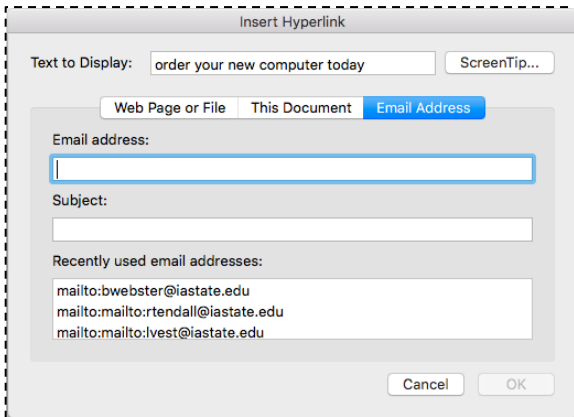 Insert Hyperlink
Text to Display: order your new computer today ScreenTip...
Web Page or File This Document Email Address
Email address:
Subject:
Recently used email addresses:
mailto:bwebster@iastate.edu
mailto:mailto:rtendall@iastate.edu
mailto:mailto:lvest@iastate.edu
Cancel OK